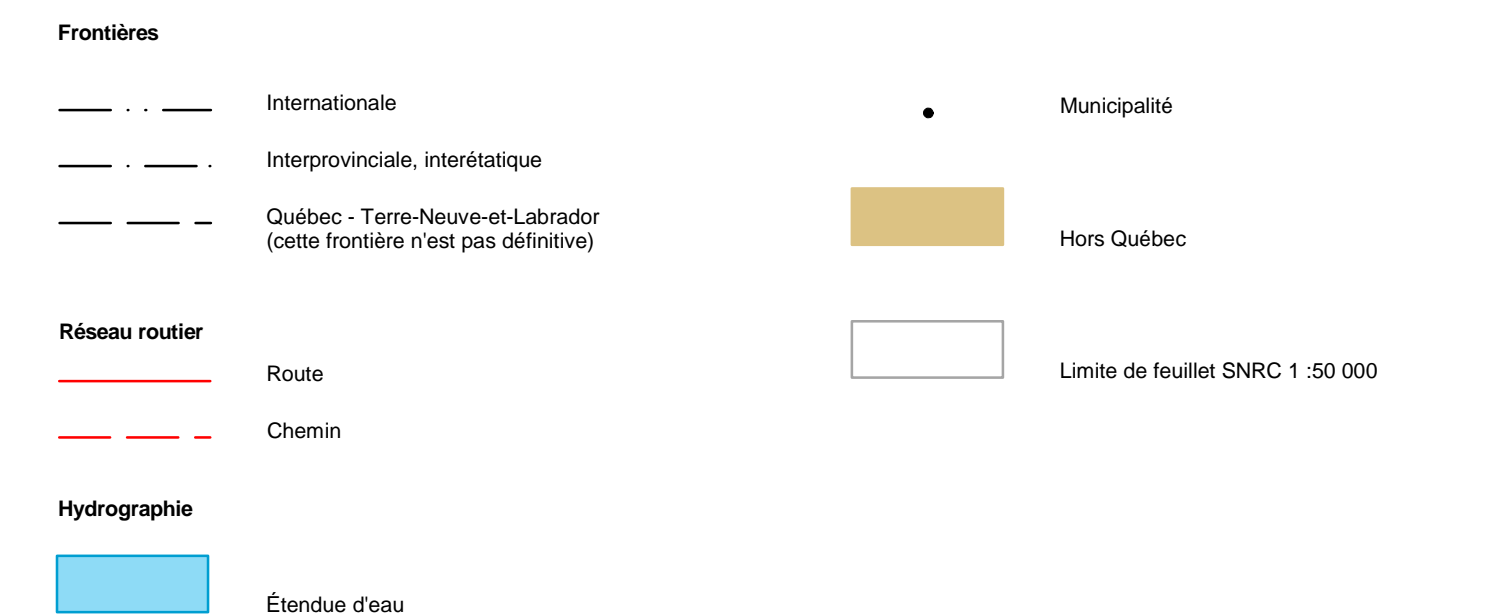 Frontières
Internationale
Interprovinciale, interétatique
Québec - Terre-Neuve-et-Labrador
(cette frontière n'est pas définitive)
Réseau routier
Route
Chemin
Hydrographie
Étendue d'eau
Municipalité
Hors Québec
Limite de feuillet SNRC 1 :50 000